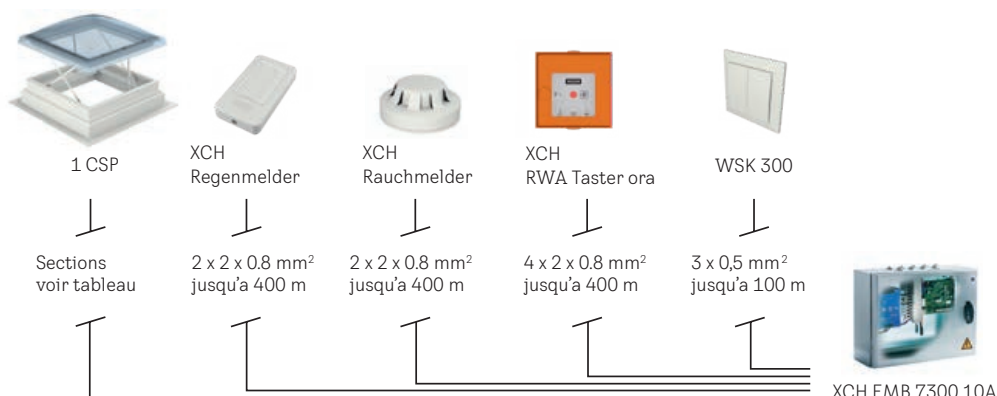 1 CSP
XCH
Regenmelder
XCH
Rauchmelder
XCH
RWA Taster ora
WSK 300
Sections
voir tableau
2 x 2 x 0.8 mm²
jusqu'a 400 m
2 x 2 x 0.8 mm²
jusqu'a 400 m
4 x 2 x 0.8 mm²
jusqu'a 400 m
3 x 0,5 mm²
jusqu'a 100 m
XCH EMB 7300 10A